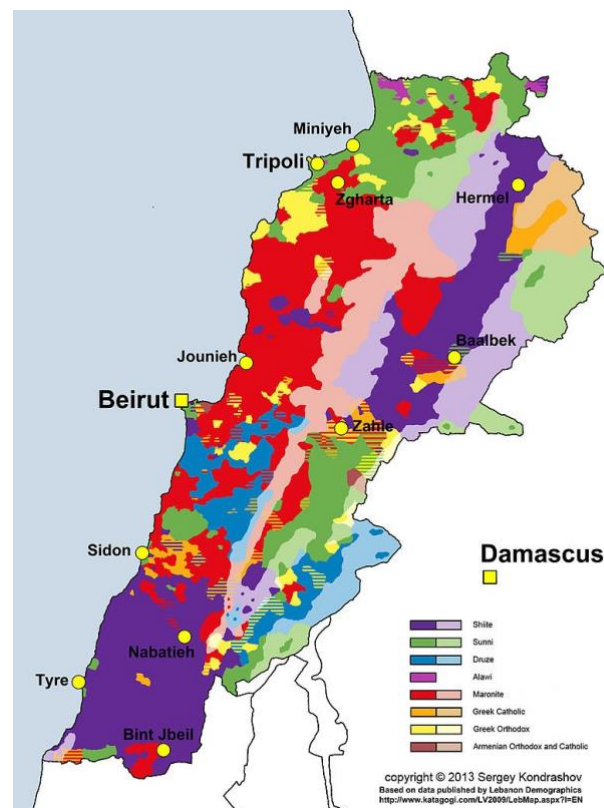 Miniyeh
Tripoli
Zgharta
Hermel
Baalbek
Jounieh
Beirut
Zahle
Sidon
Damascus
Nabatieh
Tyre
Bint Jbeil
Shiite
Sunni
Druze
Alawi
Maronite
Greek Catholic
Greek Orthodox
Armenian Orthodox and Catholic
copyright © 2013 Sergey Kondrashov
Based on data published by Lebanon Demographics
http://www.katagogi.com/LV2009/LebMap.aspx?l=EN